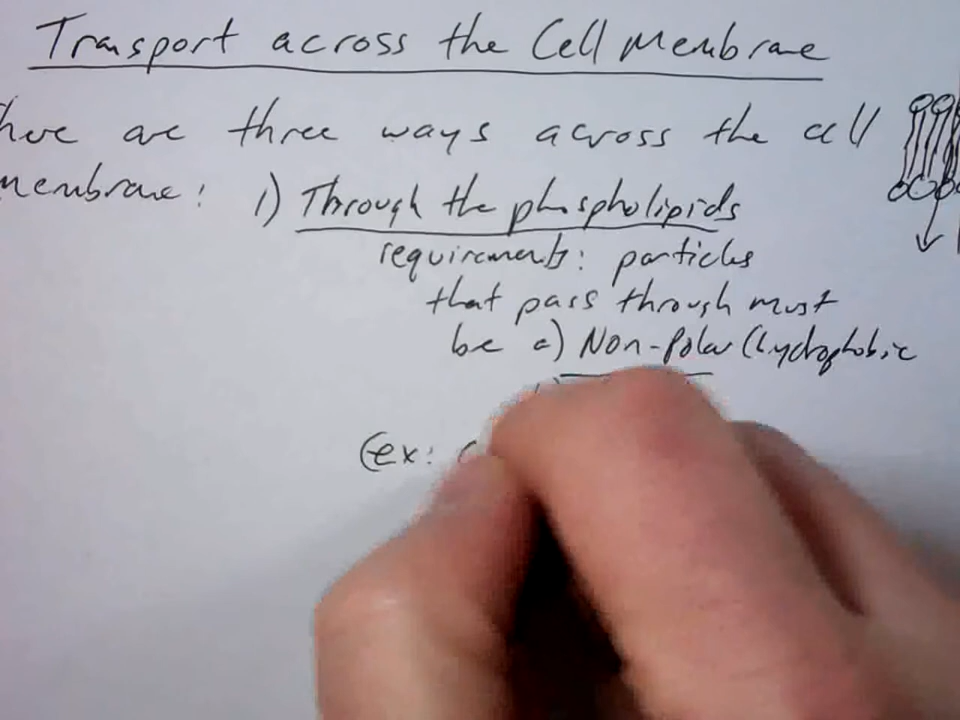 Transport across the Cell Membrane
are three ways across the cell
membrane: 1) Through the phospholipids
requirements: particles
that pass through must
be a) Non-Polar (hydrophobic
(ex: